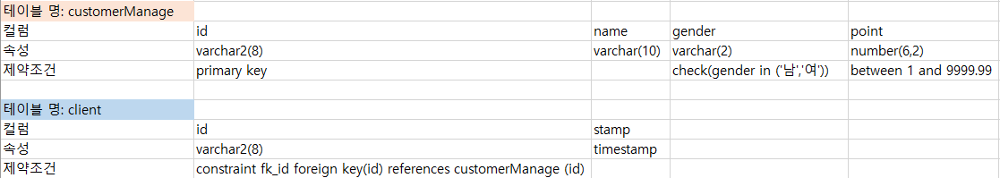 테이블 명: customerManage
컬럼 id name gender point
속성 varchar2(8) varchar(10) varchar(2) number(6,2)
제약조건 primary key check(gender in ('남','여')) between 1 and 9999.99
테이블 명: client
컬럼 id stamp
속성 varchar2(8) timestamp
제약조건 constraint fk_id foreign key(id) references customerManage (id)